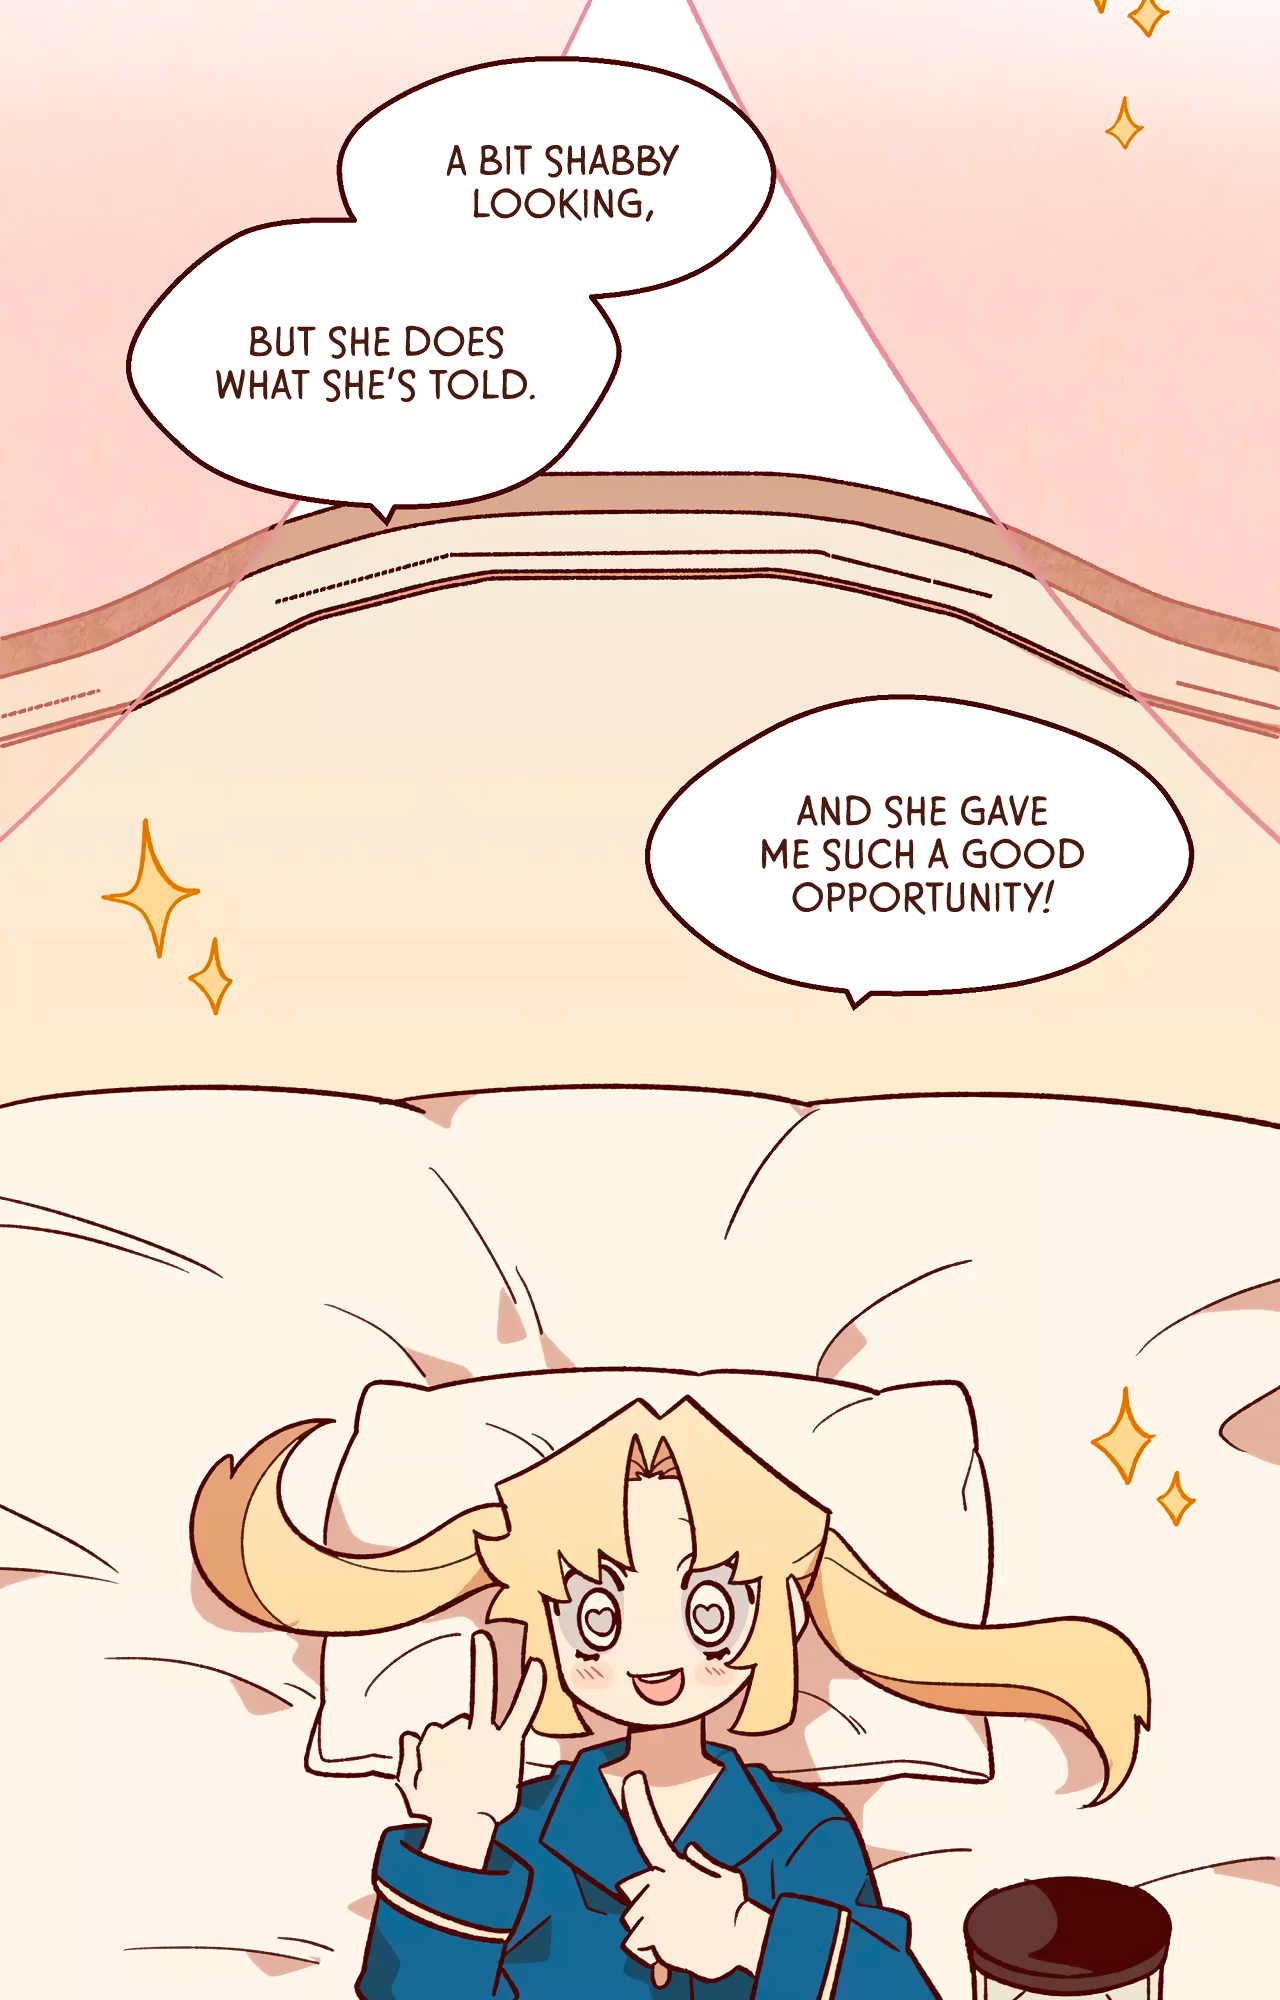 A BIT SHABBY
LOOKING,
BUT SHE DOES
WHAT SHE'S TOLD.
AND SHE GAVE
ME SUCH A GOOD
OPPORTUNITY!